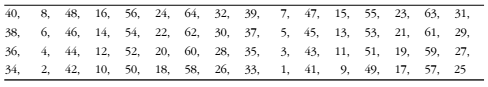 40, 8, 48, 16, 56, 24, 64, 32, 39, 7, 47, 15, 55, 23, 63, 31,
38, 6, 46, 14, 54, 22, 62, 30, 37, 5, 45, 13, 53, 21, 61, 29,
36, 4, 44, 12, 52, 20, 60, 28, 35, 3, 43, 11, 51, 19, 59, 27,
34, 2, 42, 10, 50, 18, 58, 26, 33, 1, 41, 9, 49, 17, 57, 25